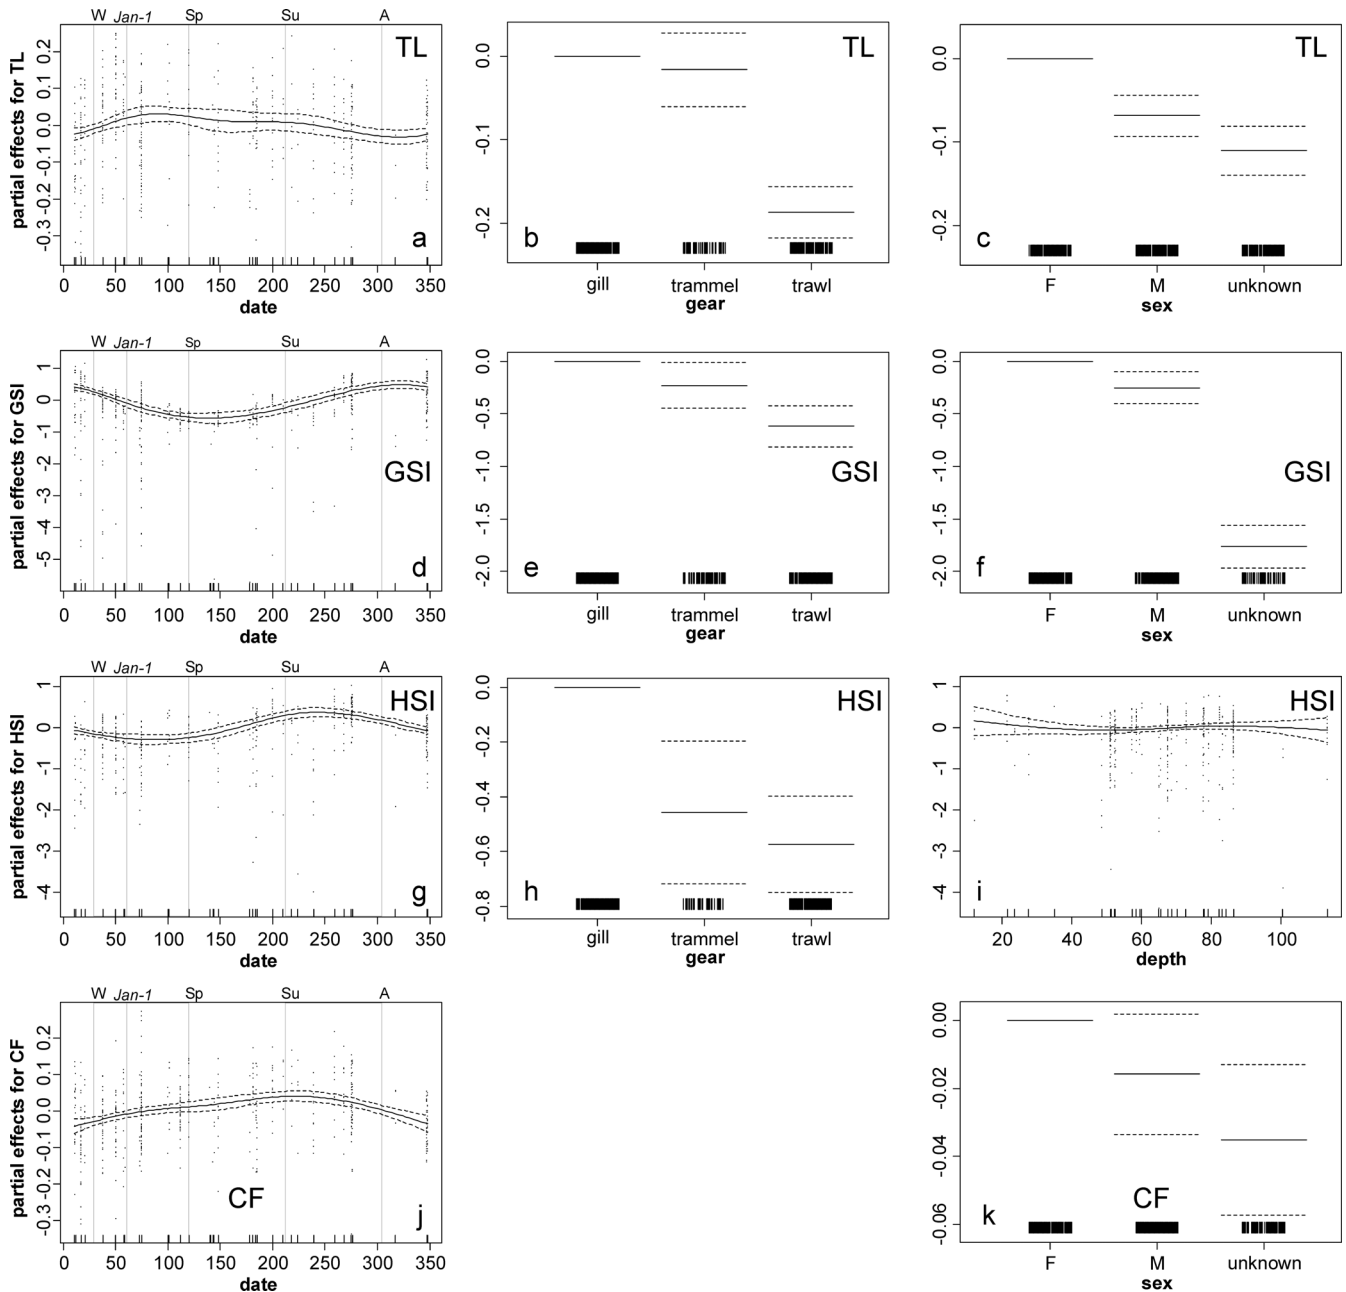 W Jan-1 Sp Su A
partial effects for TL
0.2
0.1
0.0
-0.1
-0.2
-0.3
TL
a
0 50 100 150 200 250 300 350
date
0.0
-0.1
-0.2
TL
b
gill trammel trawl
gear
0.0
-0.1
-0.2
TL
c
F M unknown
sex
W Jan-1 Sp Su A
partial effects for GSI
1
0
-1
-2
-3
-4
-5
GSI
d
0 50 100 150 200 250 300 350
date
0.0
-0.5
-1.0
-1.5
-2.0
GSI
e
gill trammel trawl
gear
0.0
-0.5
-1.0
-1.5
-2.0
GSI
f
F M unknown
sex
W Jan-1 Sp Su A
partial effects for HSI
1
0
-1
-2
-3
-4
HSI
g
0 50 100 150 200 250 300 350
date
0.0
-0.2
-0.4
-0.6
-0.8
HSI
h
gill trammel trawl
gear
1
0
-1
-2
-3
-4
HSI
i
20 40 60 80 100
depth
W Jan-1 Sp Su A
partial effects for CF
0.2
0.1
0.0
-0.1
-0.2
-0.3
CF
j
0 50 100 150 200 250 300 350
date
0.00
-0.02
-0.04
-0.06
CF
k
F M unknown
sex